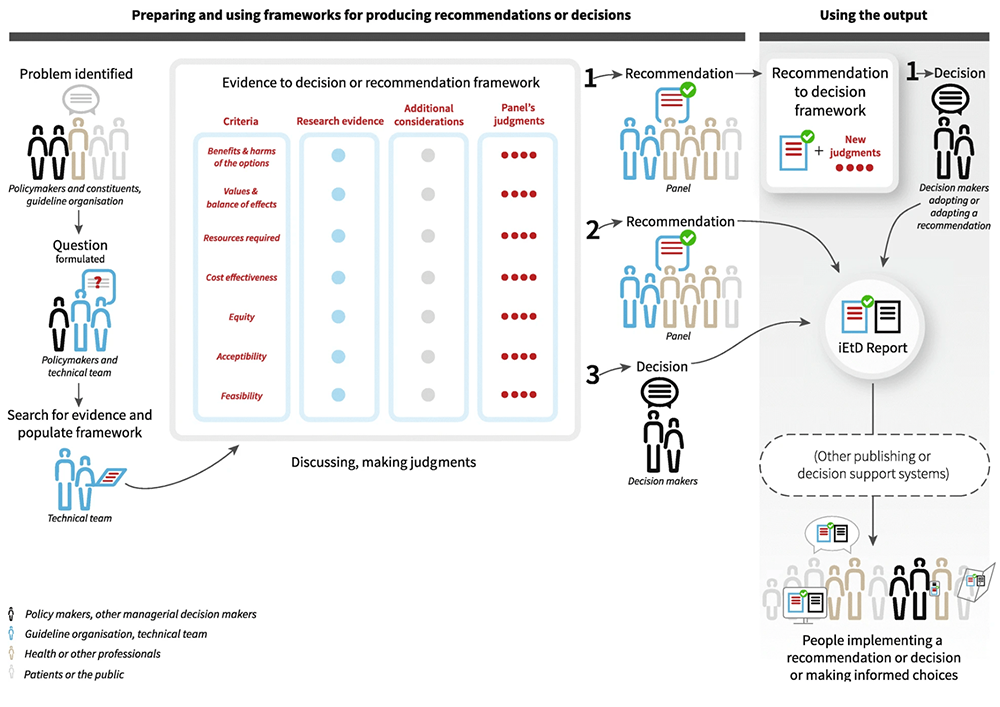 Preparing and using frameworks for producing recommendations or decisions
Using the output
Problem identified
Policymakers and constituents,
guideline organisation
Question
formulated
?
Policymakers and
technical team
Search for evidence and
populate framework
Technical team
Evidence to decision or recommendation framework
Criteria
Research evidence
Additional
considerations
Panel's
judgments
Benefits & harms
of the options
Values &
balance of effects
Resources required
Cost effectiveness
Equity
Acceptibility
Feasibility
Discussing, making judgments
1
Recommendation
Panel
2
Recommendation
Panel
3
Decision
Decision makers
Recommendation
to decision
framework
+
New
judgments
1
Decision
Decision makers
adopting or
adapting a
recommendation
iEtD Report
(Other publishing or
decision support systems)
People implementing a
recommendation or decision
or making informed choices
Policy makers, other managerial decision makers
Guideline organisation, technical team
Health or other professionals
Patients or the public